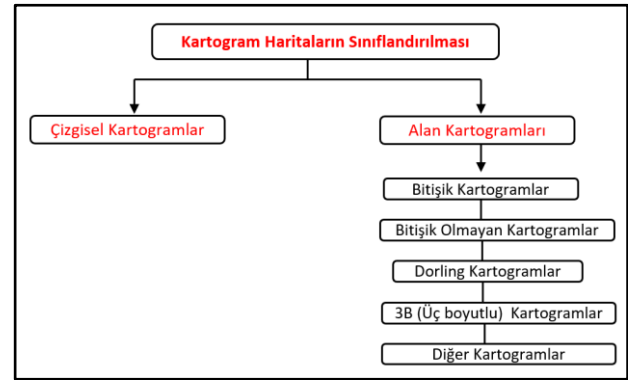 Kartogram Haritaların Sınıflandırılması
Çizgisel Kartogramlar
Alan Kartogramları
Bitişik Kartogramlar
Bitişik Olmayan Kartogramlar
Dorling Kartogramlar
3B (Üç boyutlu) Kartogramlar
Diğer Kartogramlar